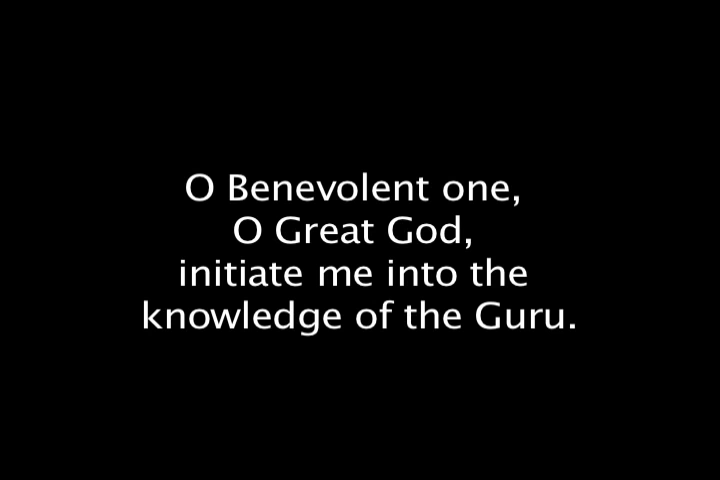 O Benevolent one,
O Great God,
initiate me into the
knowledge of the Guru.